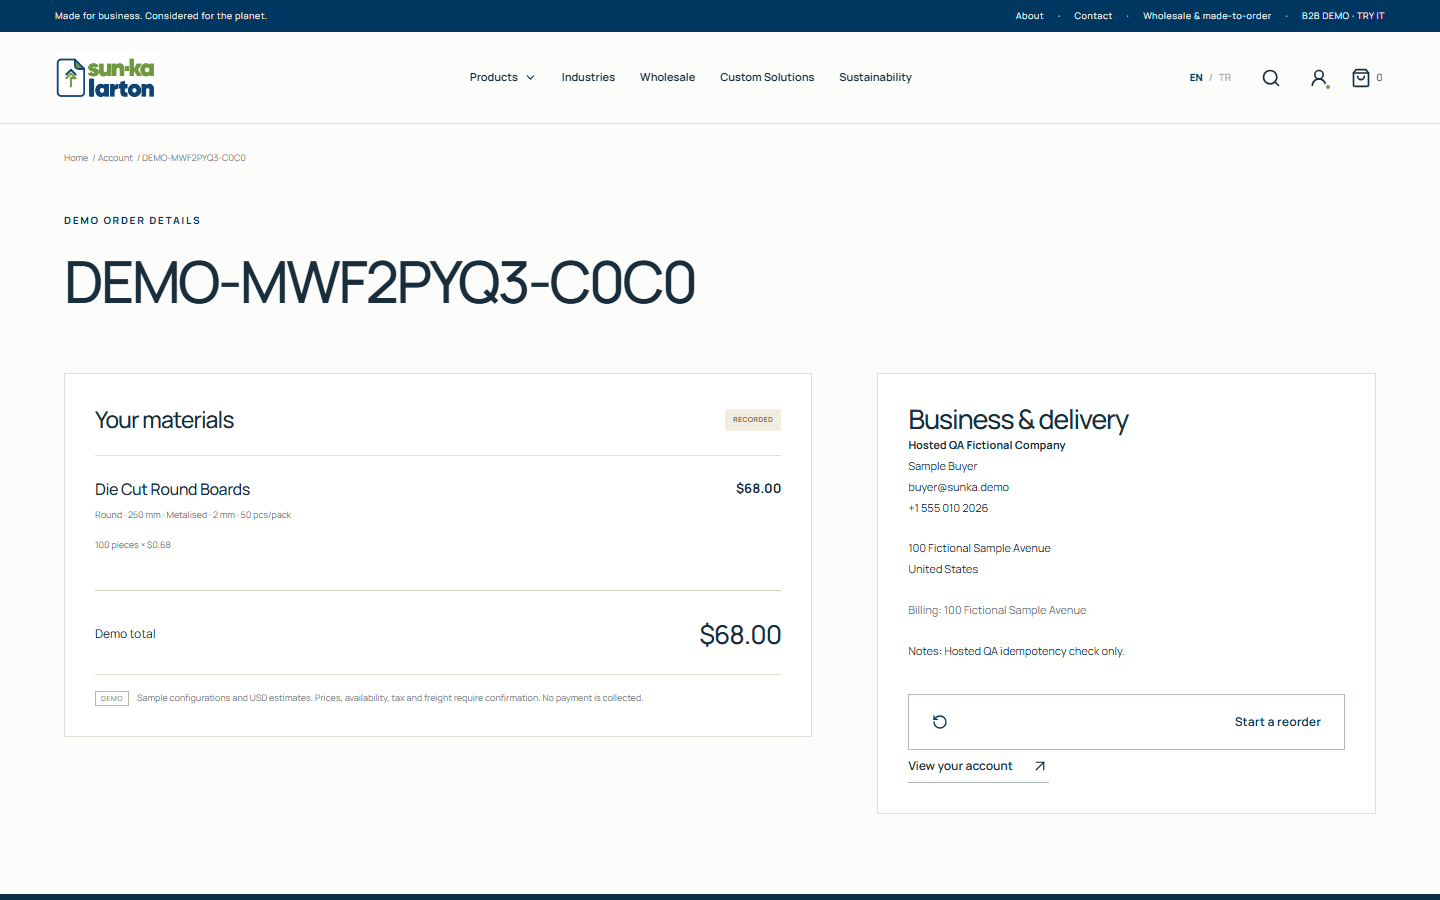 Made for business. Considered for the planet.
About · Contact · Wholesale & made-to-order · B2B DEMO · TRY IT
sun-ka
larton
Products
Industries
Wholesale
Custom Solutions
Sustainability
EN / TR
0
Home / Account / DEMO-MWF2PYQ3-C0C0
DEMO ORDER DETAILS
DEMO-MWF2PYQ3-C0C0
Your materials
RECORDED
Die Cut Round Boards
$68.00
Round · 250 mm · Metalised · 2 mm · 50 pcs/pack
100 pieces × $0.68
Demo total
$68.00
DEMO
Sample configurations and USD estimates. Prices, availability, tax and freight require confirmation. No payment is collected.
Business & delivery
Hosted QA Fictional Company
Sample Buyer
buyer@sunka.demo
+1 555 010 2026
100 Fictional Sample Avenue
United States
Billing: 100 Fictional Sample Avenue
Notes: Hosted QA idempotency check only.
Start a reorder
View your account